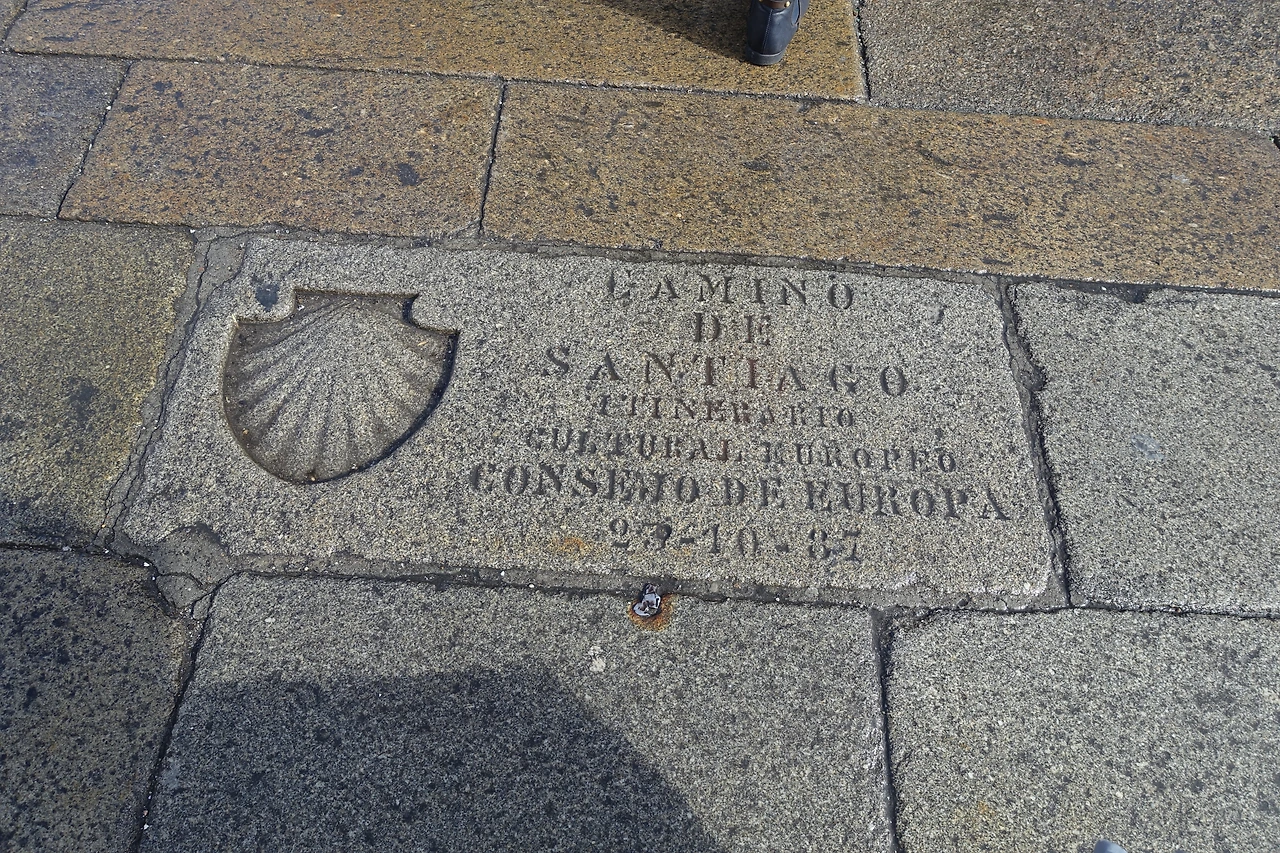 CAMINO
DE
SANTIAGO
ITINERARIO
CULTURAL EUROPEO
CONSEJO DE EUROPA
23-10-87